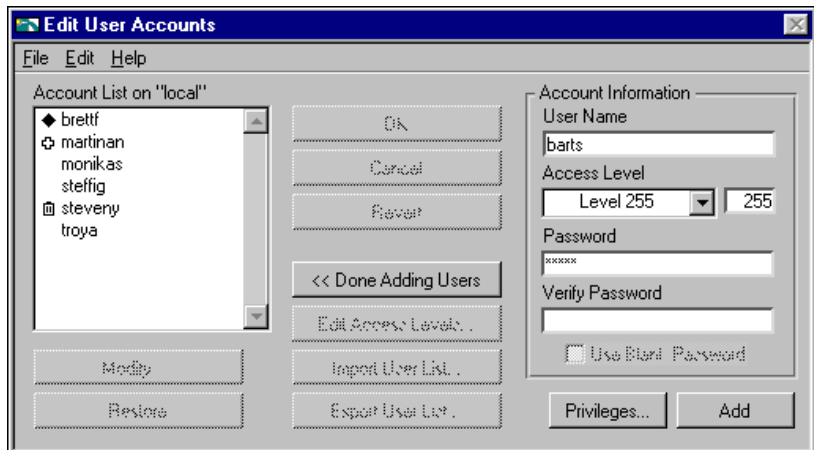 Edit User Accounts
File Edit Help
Account List on "local"
brettf
martinan
monikas
steffig
steveny
troya
OK
Cancel
Revert
<< Done Adding Users
Edit Access Levels...
Import User List...
Export User List...
Modify
Restore
Account Information
User Name
barts
Access Level
Level 255 255
Password
×××××
Verify Password
Use Blank Password
Privileges... Add